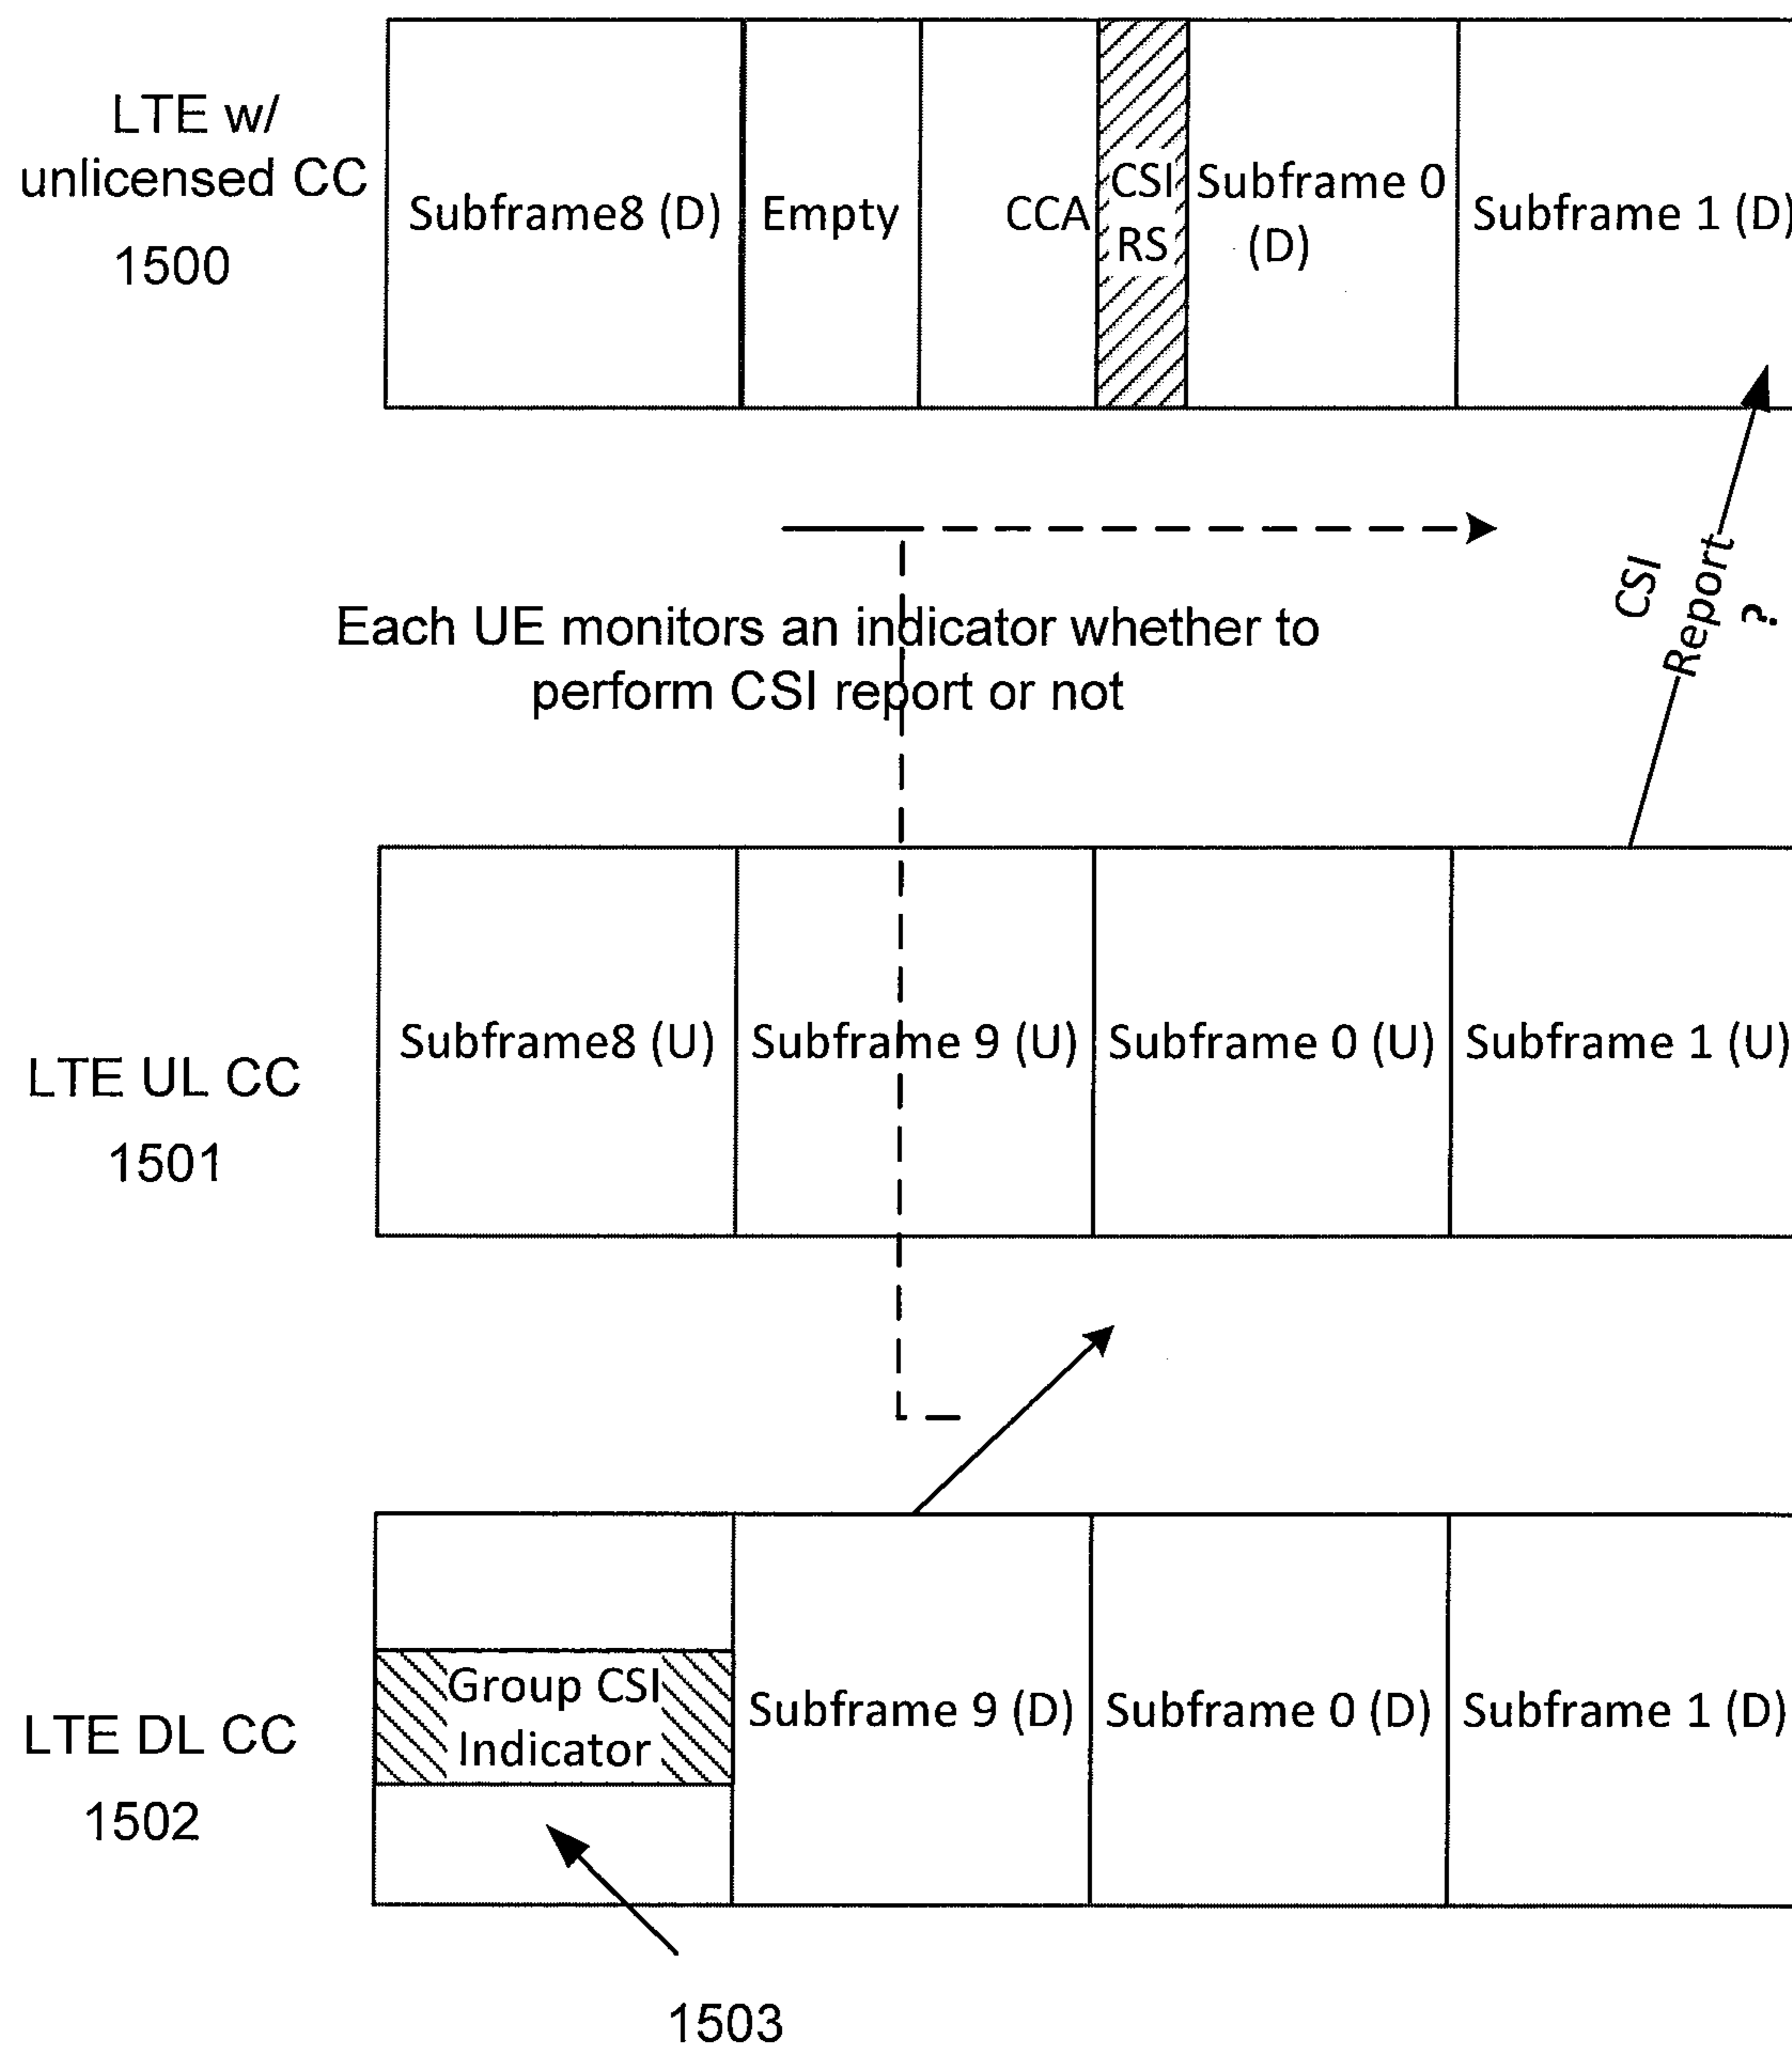 LTE w/
unlicensed CC
1500
Subframe8 (D)
Empty
CCA
CSI
RS
Subframe 0
(D)
Subframe 1 (D)
Each UE monitors an indicator whether to
perform CSI report or not
CSI
Report
?
LTE UL CC
1501
Subframe8 (U)
Subframe 9 (U)
Subframe 0 (U)
Subframe 1 (U)
LTE DL CC
1502
Group CSI
Indicator
Subframe 9 (D)
Subframe 0 (D)
Subframe 1 (D)
1503